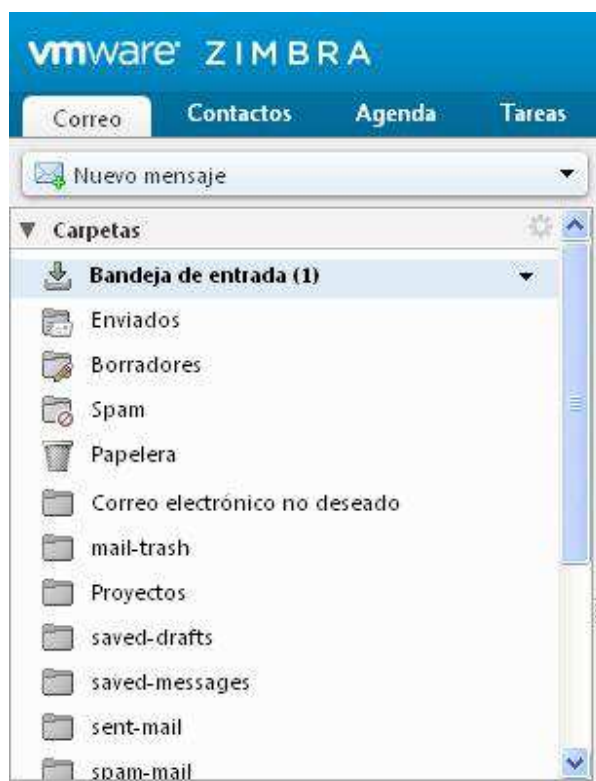 vmware ZIMBRA
Correo Contactos Agenda Tareas
Nuevo mensaje
Carpetas
Bandeja de entrada (1)
Enviados
Borradores
Spam
Papelera
Correo electrónico no deseado
mail-trash
Proyectos
saved-drafts
saved-messages
sent-mail
spam-mail